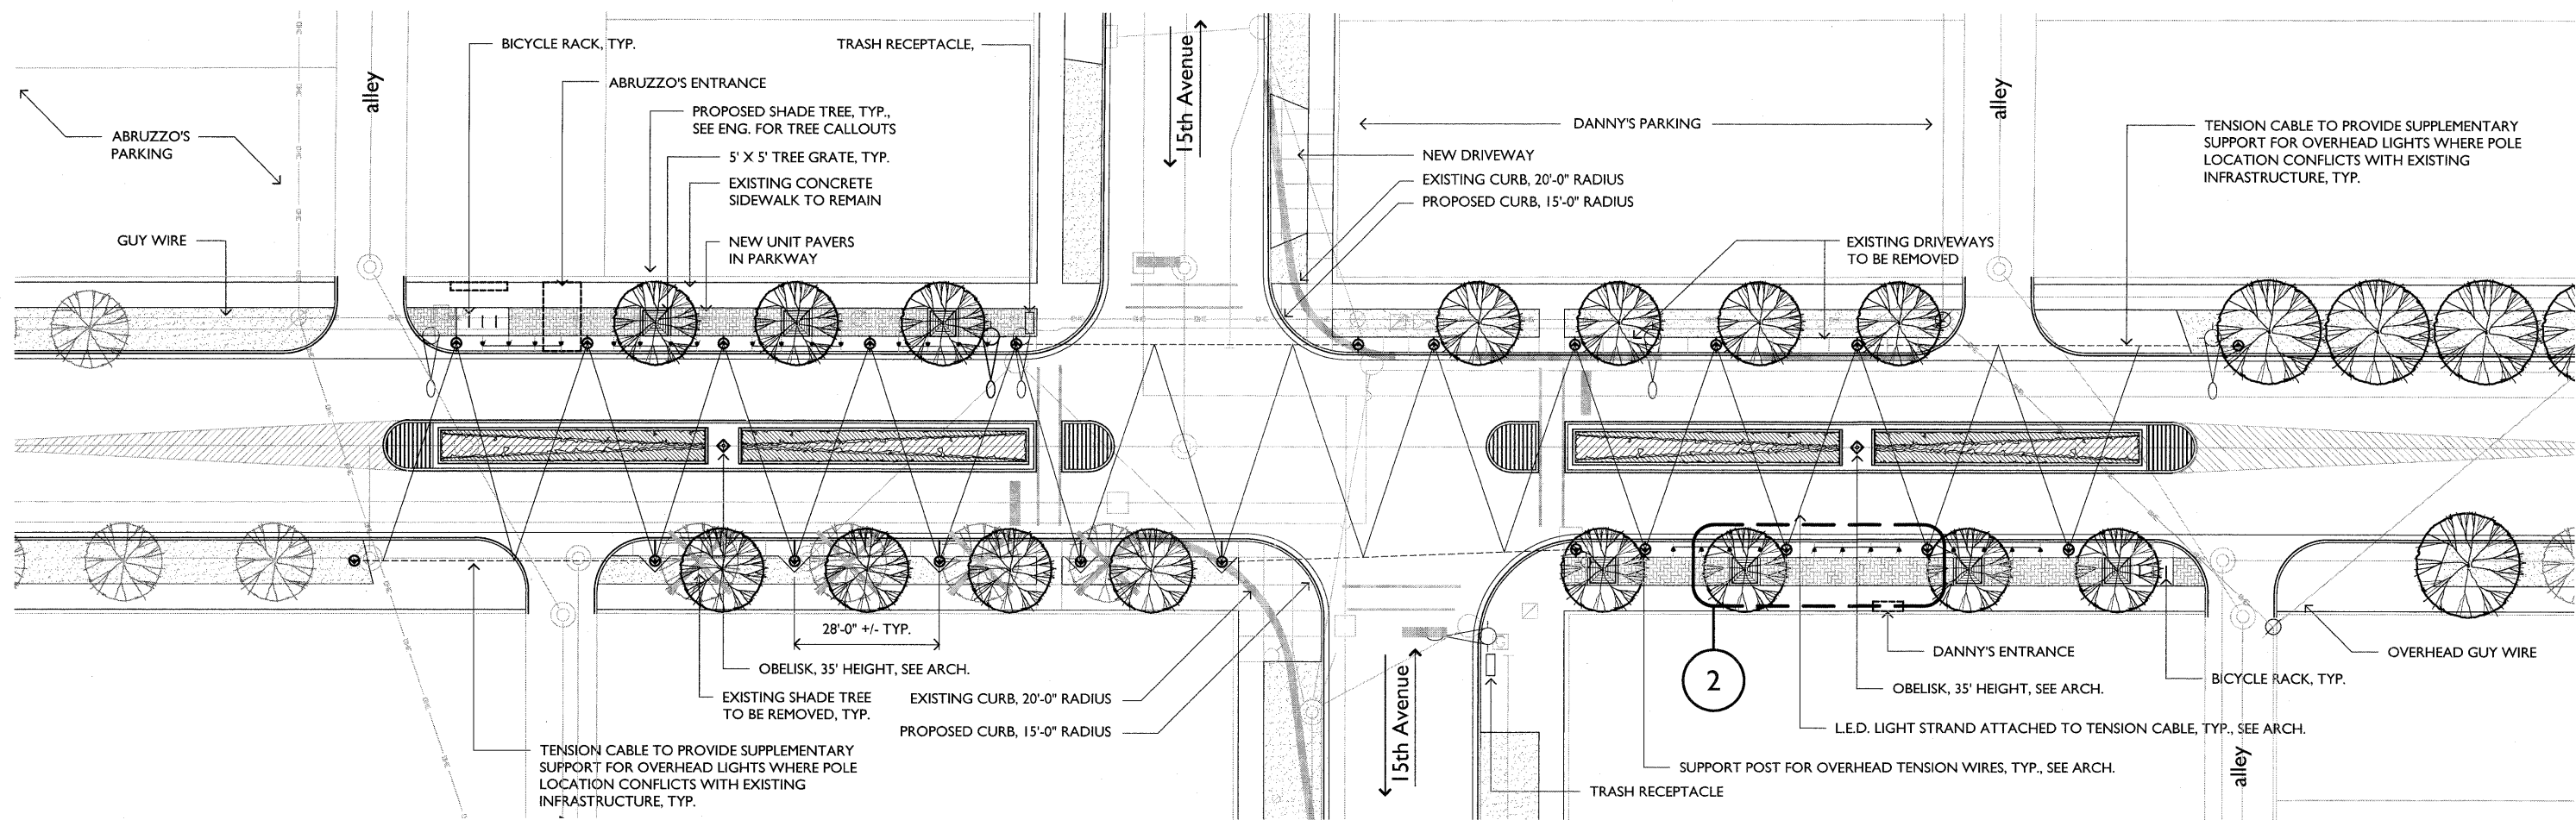 BICYCLE RACK, TYP.
TRASH RECEPTACLE,
ABRUZZO'S ENTRANCE
PROPOSED SHADE TREE, TYP.,
SEE ENG. FOR TREE CALLOUTS
5' X 5' TREE GRATE, TYP.
EXISTING CONCRETE
SIDEWALK TO REMAIN
NEW UNIT PAVERS
IN PARKWAY
alley
ABRUZZO'S
PARKING
GUY WIRE
15th Avenue
DANNY'S PARKING
NEW DRIVEWAY
EXISTING CURB, 20'-0" RADIUS
PROPOSED CURB, 15'-0" RADIUS
EXISTING DRIVEWAYS
TO BE REMOVED
alley
TENSION CABLE TO PROVIDE SUPPLEMENTARY
SUPPORT FOR OVERHEAD LIGHTS WHERE POLE
LOCATION CONFLICTS WITH EXISTING
INFRASTRUCTURE, TYP.
28'-0" +/- TYP.
OBELISK, 35' HEIGHT, SEE ARCH.
EXISTING SHADE TREE
TO BE REMOVED, TYP.
EXISTING CURB, 20'-0" RADIUS
PROPOSED CURB, 15'-0" RADIUS
TENSION CABLE TO PROVIDE SUPPLEMENTARY
SUPPORT FOR OVERHEAD LIGHTS WHERE POLE
LOCATION CONFLICTS WITH EXISTING
INFRASTRUCTURE, TYP.
15th Avenue
2
DANNY'S ENTRANCE
OBELISK, 35' HEIGHT, SEE ARCH.
L.E.D. LIGHT STRAND ATTACHED TO TENSION CABLE, TYP., SEE ARCH.
SUPPORT POST FOR OVERHEAD TENSION WIRES, TYP., SEE ARCH.
TRASH RECEPTACLE
OVERHEAD GUY WIRE
BICYCLE RACK, TYP.
alley